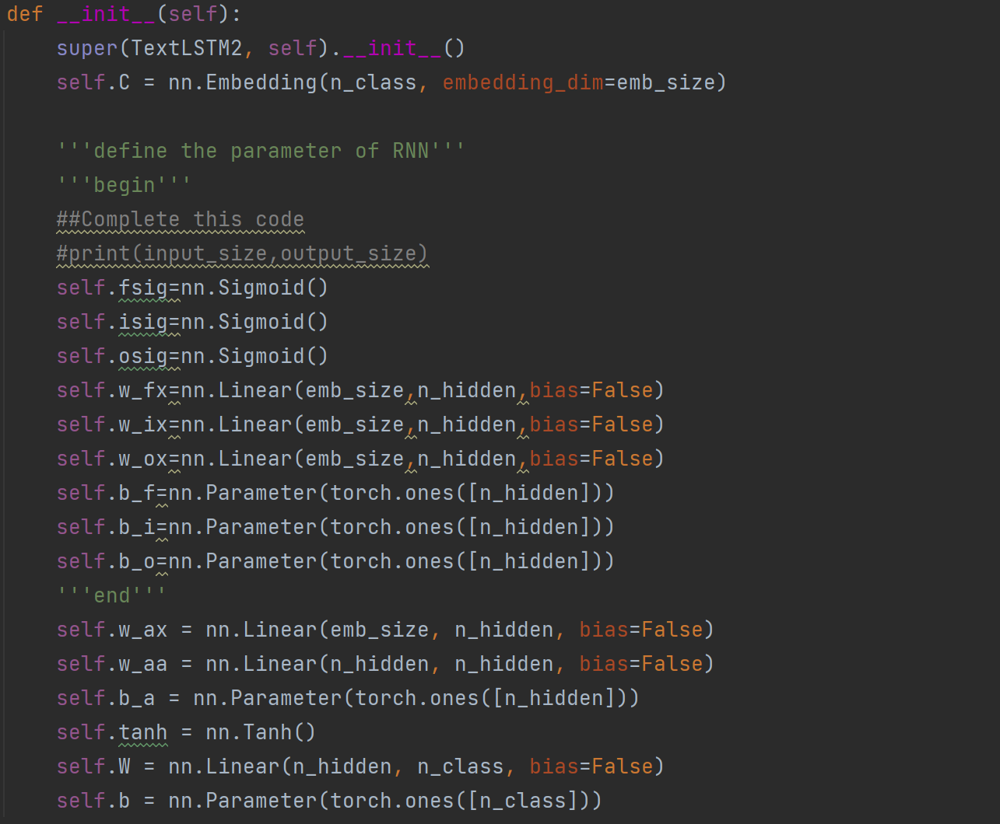 def __init__(self):
    super(TextLSTM2, self).__init__()
    self.C = nn.Embedding(n_class, embedding_dim=emb_size)

    '''define the parameter of RNN'''
    '''begin'''
    ##Complete this code
    #print(input_size,output_size)
    self.fsig=nn.Sigmoid()
    self.isig=nn.Sigmoid()
    self.osig=nn.Sigmoid()
    self.w_fx=nn.Linear(emb_size,n_hidden,bias=False)
    self.w_ix=nn.Linear(emb_size,n_hidden,bias=False)
    self.w_ox=nn.Linear(emb_size,n_hidden,bias=False)
    self.b_f=nn.Parameter(torch.ones([n_hidden]))
    self.b_i=nn.Parameter(torch.ones([n_hidden]))
    self.b_o=nn.Parameter(torch.ones([n_hidden]))
    '''end'''
    self.w_ax = nn.Linear(emb_size, n_hidden, bias=False)
    self.w_aa = nn.Linear(n_hidden, n_hidden, bias=False)
    self.b_a = nn.Parameter(torch.ones([n_hidden]))
    self.tanh = nn.Tanh()
    self.W = nn.Linear(n_hidden, n_class, bias=False)
    self.b = nn.Parameter(torch.ones([n_class]))